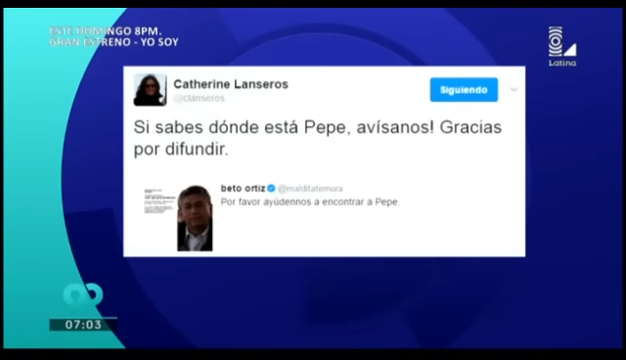 ESTE DOMINGO 8PM.
GRAN ESTRENO - YO SOY
Latina
Catherine Lanseros
@clanseros
Siguiendo
Si sabes dónde está Pepe, avísanos! Gracias
por difundir.
beto ortiz @malditaternura
Por favor ayúdennos a encontrar a Pepe
90
07:03